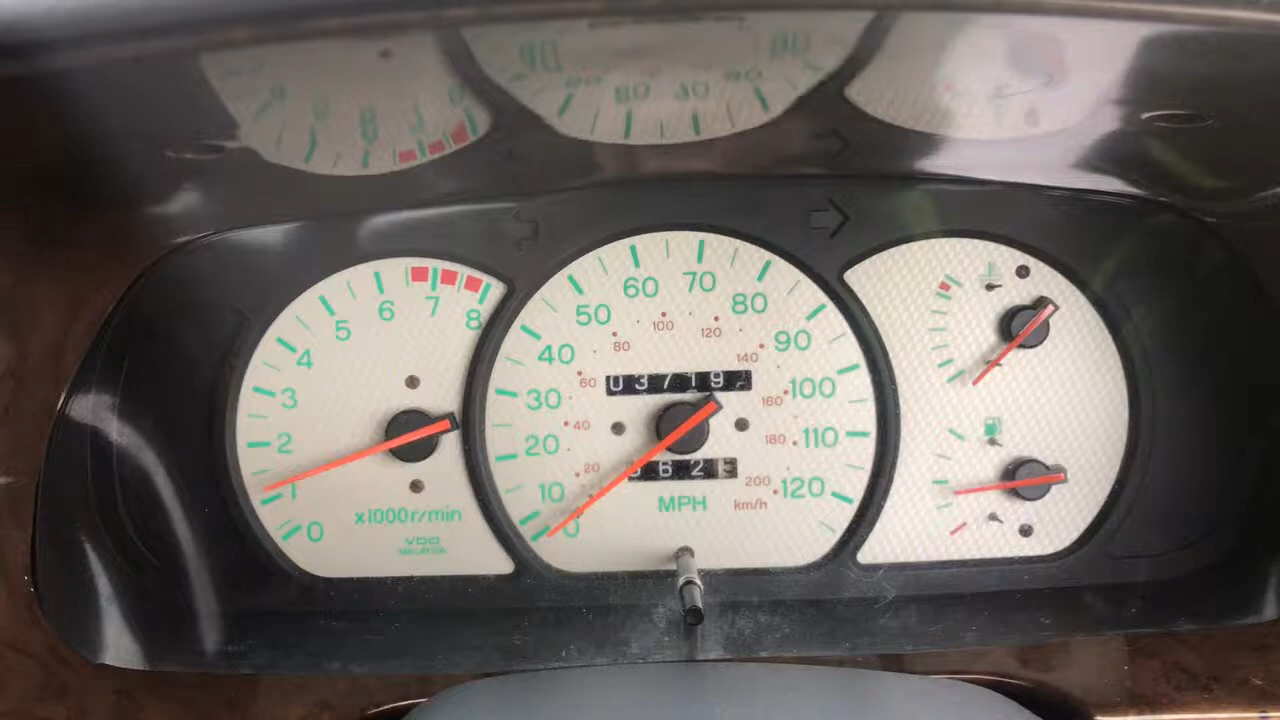 0 1 2 3 4 5 6 7 8
x1000r/min
VDO
MALAYSIA
0 10 20 30 40 50 60 70 80 90 100 110 120
20 40 60 80 100 120 140 160 180 200
03719
662
MPH
km/h